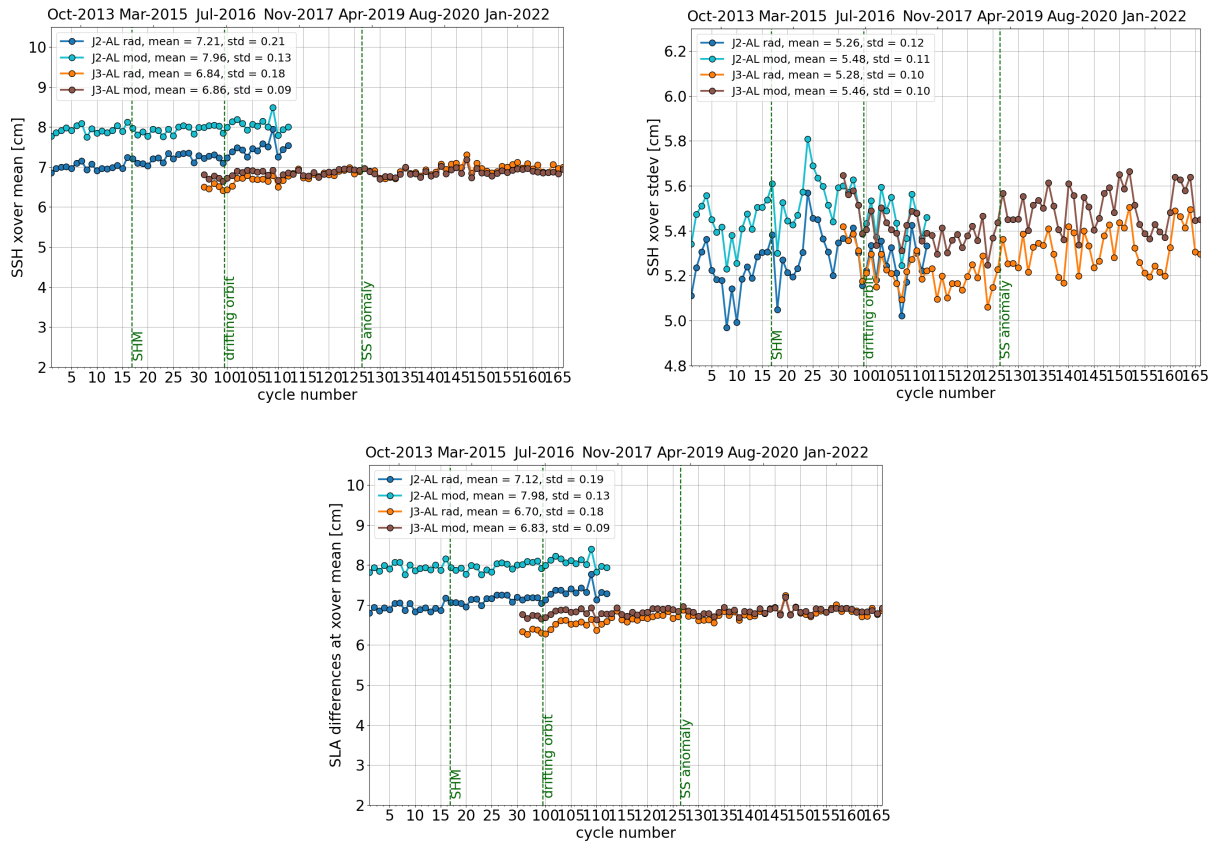 Oct-2013 Mar-2015 Jul-2016 Nov-2017 Apr-2019 Aug-2020 Jan-2022
10
9
8
7
6
5
4
3
2
SSH xover mean [cm]
J2-AL rad, mean = 7.21, std = 0.21
J2-AL mod, mean = 7.96, std = 0.13
J3-AL rad, mean = 6.84, std = 0.18
J3-AL mod, mean = 6.86, std = 0.09
SHM
drifting orbit
SS anomaly
5 10 15 20 25 30 100 105 110 115 120 125 130 135 140 145 150 155 160 165
cycle number
Oct-2013 Mar-2015 Jul-2016 Nov-2017 Apr-2019 Aug-2020 Jan-2022
6.2
6.0
5.8
5.6
5.4
5.2
5.0
4.8
SSH xover stdev [cm]
J2-AL rad, mean = 5.26, std = 0.12
J2-AL mod, mean = 5.48, std = 0.11
J3-AL rad, mean = 5.28, std = 0.10
J3-AL mod, mean = 5.46, std = 0.10
SHM
drifting orbit
SS anomaly
5 10 15 20 25 30 100 105 110 115 120 125 130 135 140 145 150 155 160 165
cycle number
Oct-2013 Mar-2015 Jul-2016 Nov-2017 Apr-2019 Aug-2020 Jan-2022
10
9
8
7
6
5
4
3
2
SLA differences at xover mean [cm]
J2-AL rad, mean = 7.12, std = 0.19
J2-AL mod, mean = 7.98, std = 0.13
J3-AL rad, mean = 6.70, std = 0.18
J3-AL mod, mean = 6.83, std = 0.09
SHM
drifting orbit
SS anomaly
5 10 15 20 25 30 100 105 110 115 120 125 130 135 140 145 150 155 160 165
cycle number